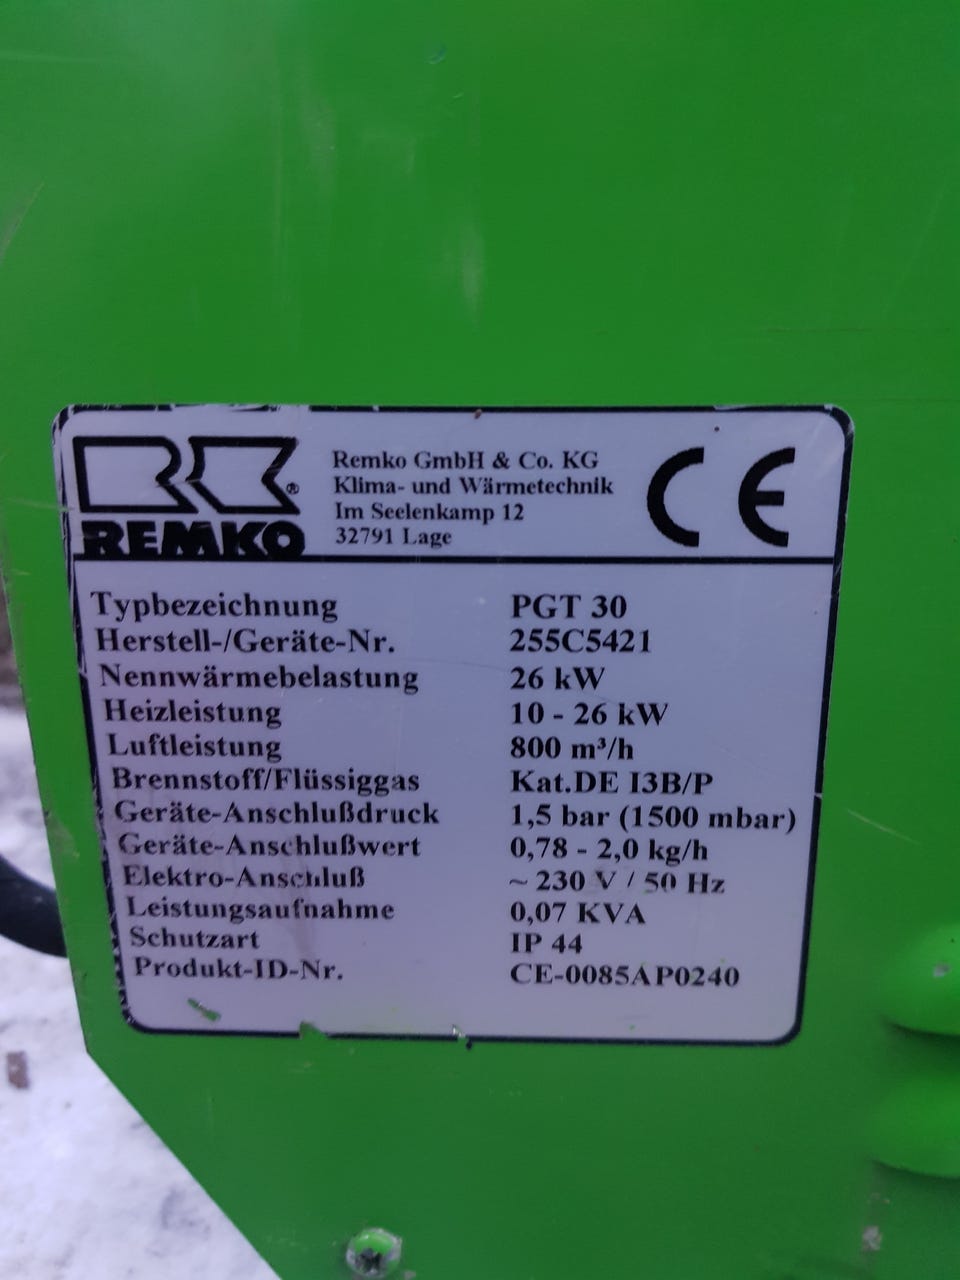 RK®
REMKO
Remko GmbH & Co. KG
Klima- und Wärmetechnik
Im Seelenkamp 12
32791 Lage
CE
Typbezeichnung PGT 30
Herstell-/Geräte-Nr. 255C5421
Nennwärmebelastung 26 kW
Heizleistung 10 - 26 kW
Luftleistung 800 m³/h
Brennstoff/Flüssiggas Kat.DE I3B/P
Geräte-Anschlußdruck 1,5 bar (1500 mbar)
Geräte-Anschlußwert 0,78 - 2,0 kg/h
Elektro-Anschluß ~ 230 V / 50 Hz
Leistungsaufnahme 0,07 KVA
Schutzart IP 44
Produkt-ID-Nr. CE-0085AP0240